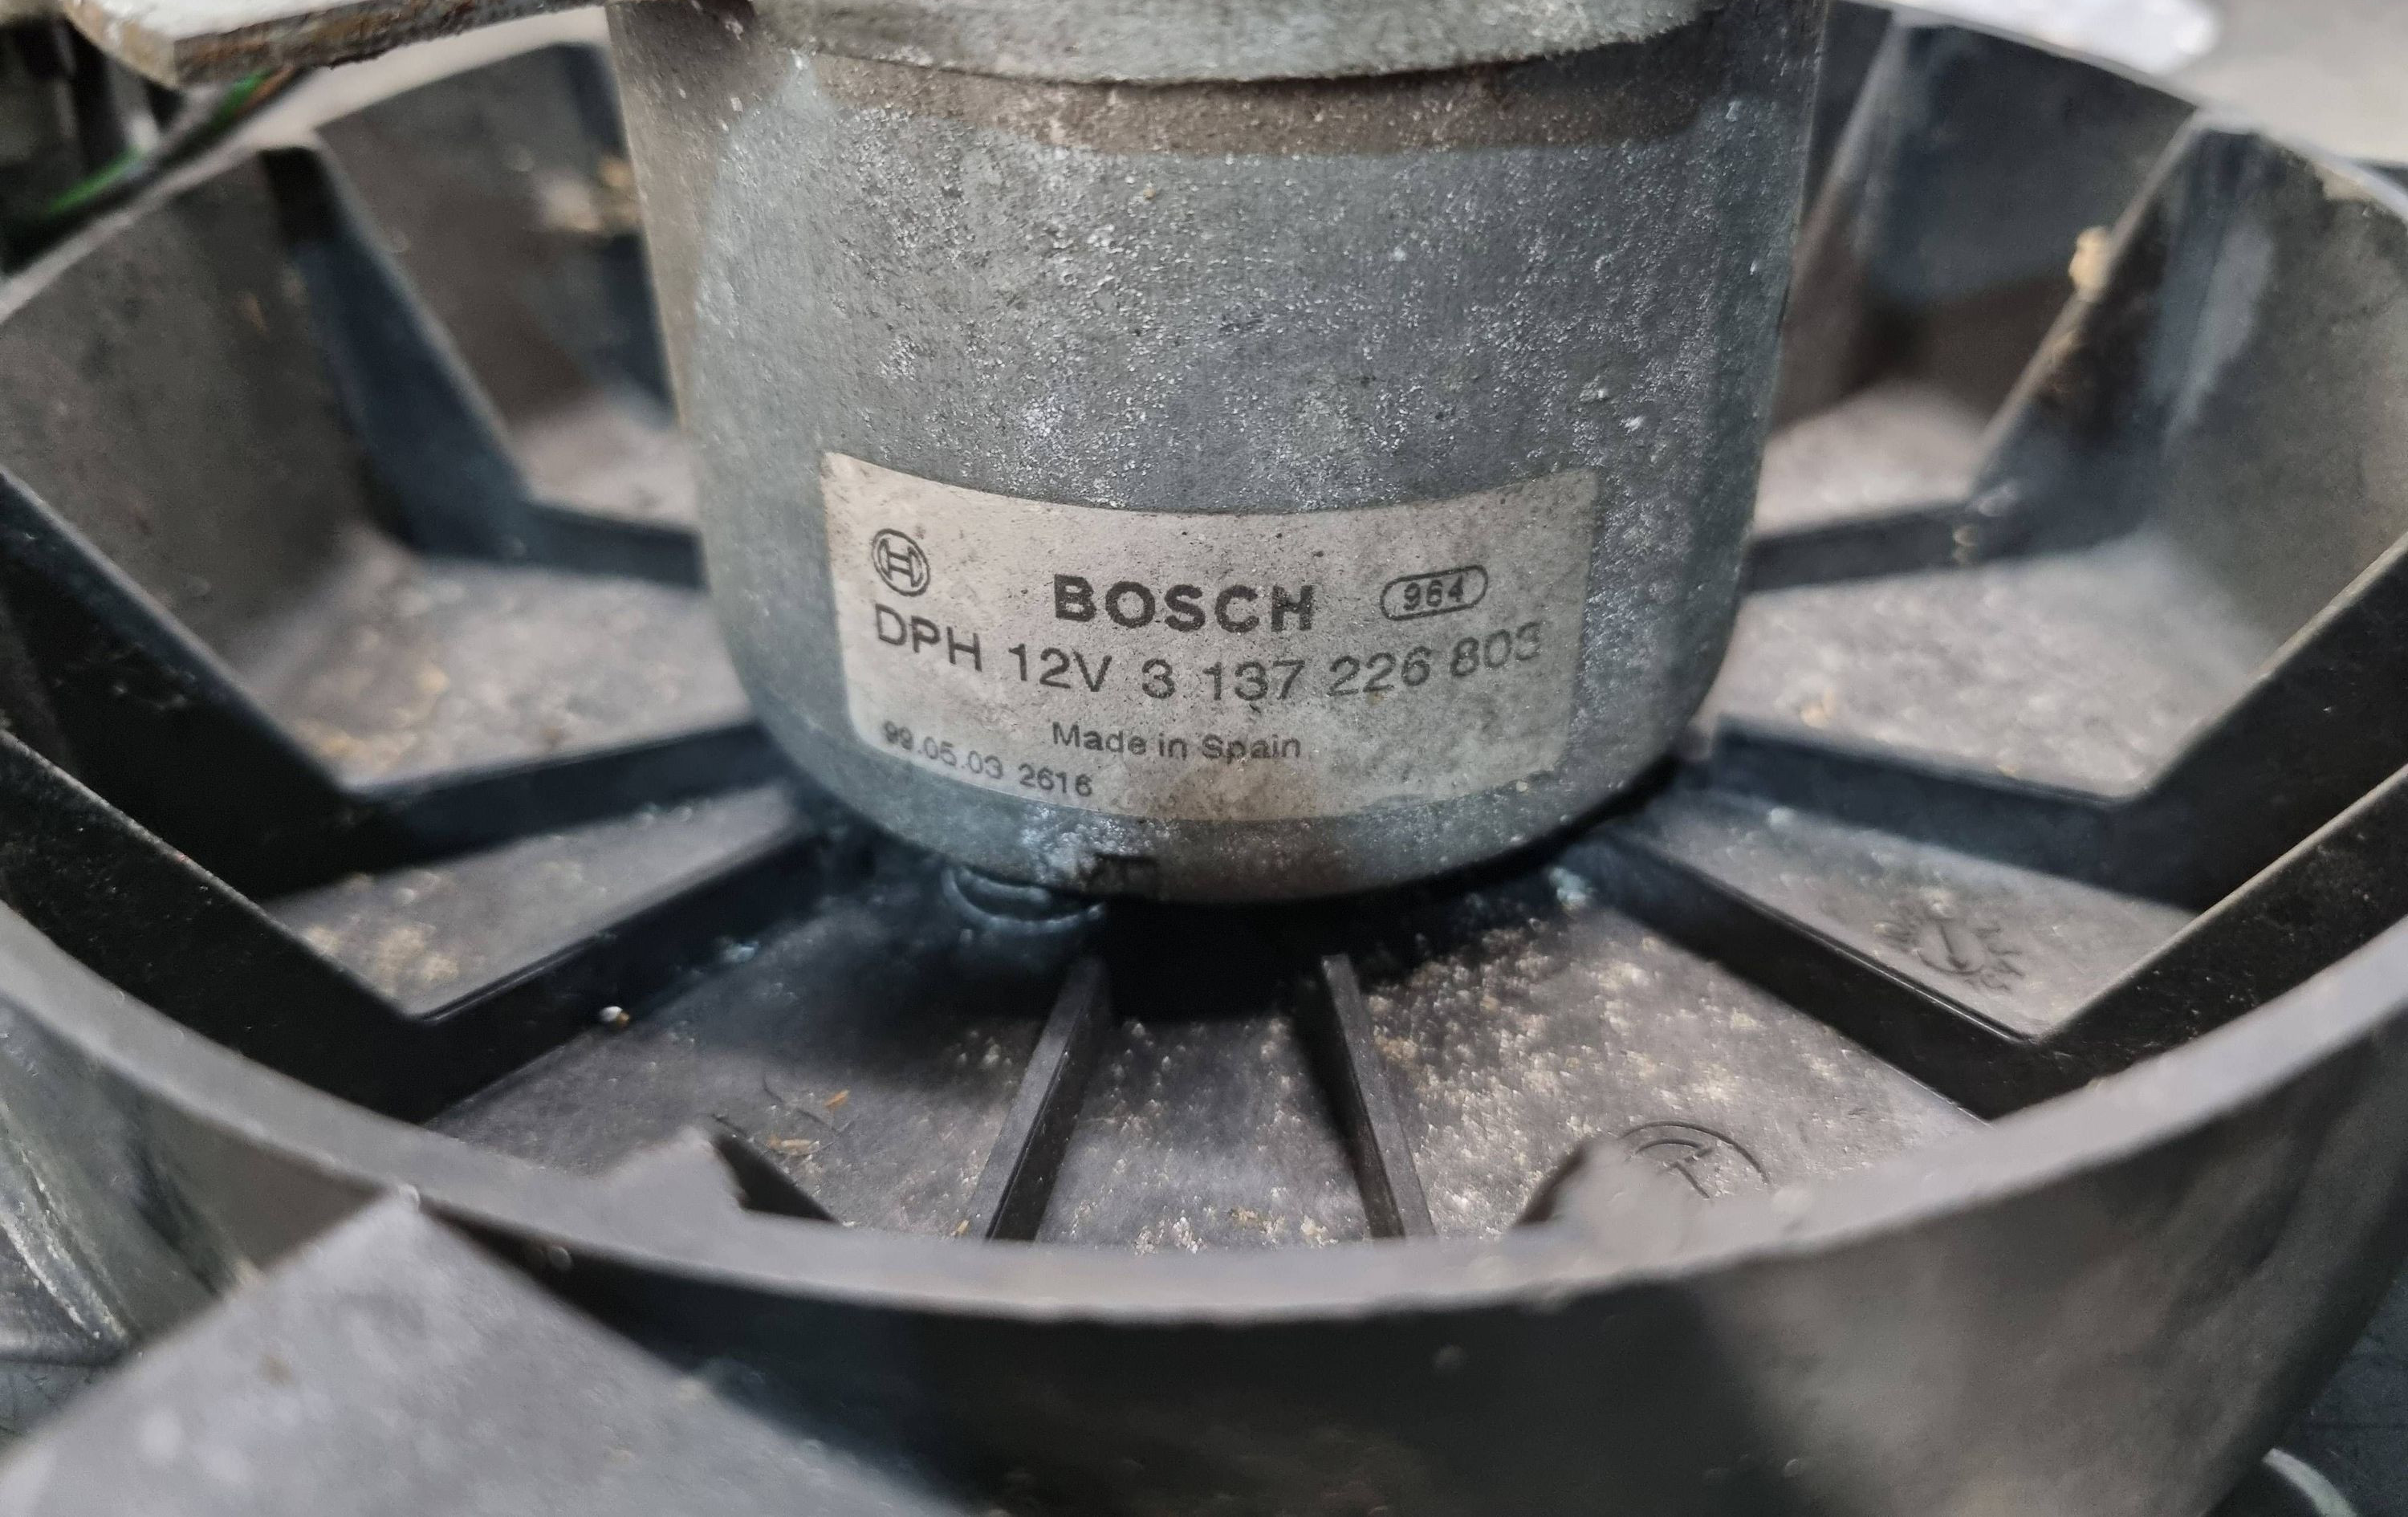 BOSCH 964
DPH 12V 3 137 226 803
Made in Spain
99.05.03 2616